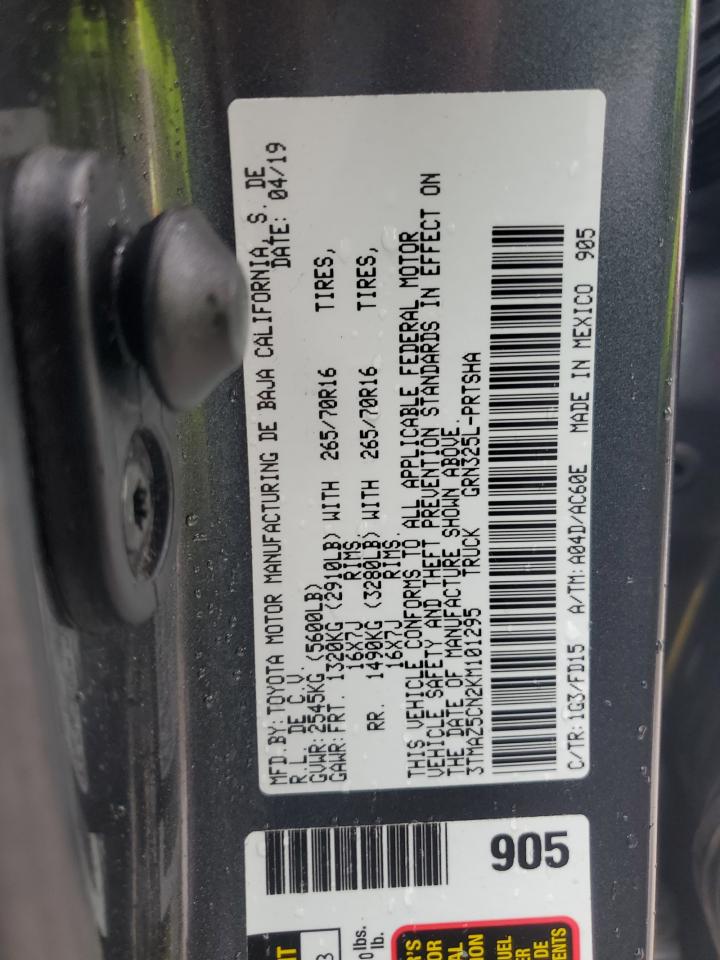 MFD.BY: TOYOTA MOTOR MANUFACTURING DE BAJA CALIFORNIA, S. DE
R.L. DE C.V. DATE: 04/19
GVWR: 2545KG (5600LB)
GAWR: FRT. 1320KG (2910LB) WITH 265/70R16 TIRES,
16X7J RIMS,
RR. 1490KG (3280LB) WITH 265/70R16 TIRES,
16X7J RIMS
THIS VEHICLE CONFORMS TO ALL APPLICABLE FEDERAL MOTOR
VEHICLE SAFETY AND THEFT PREVENTION STANDARDS IN EFFECT ON
THE DATE OF MANUFACTURE SHOWN ABOVE.
3TMAZ5CN2KM101295 TRUCK GRN325L-PRTSHA
C/TR: 1G3/FD15 A/TM: A04D/AC60E MADE IN MEXICO 905
905
lbs.
lb.